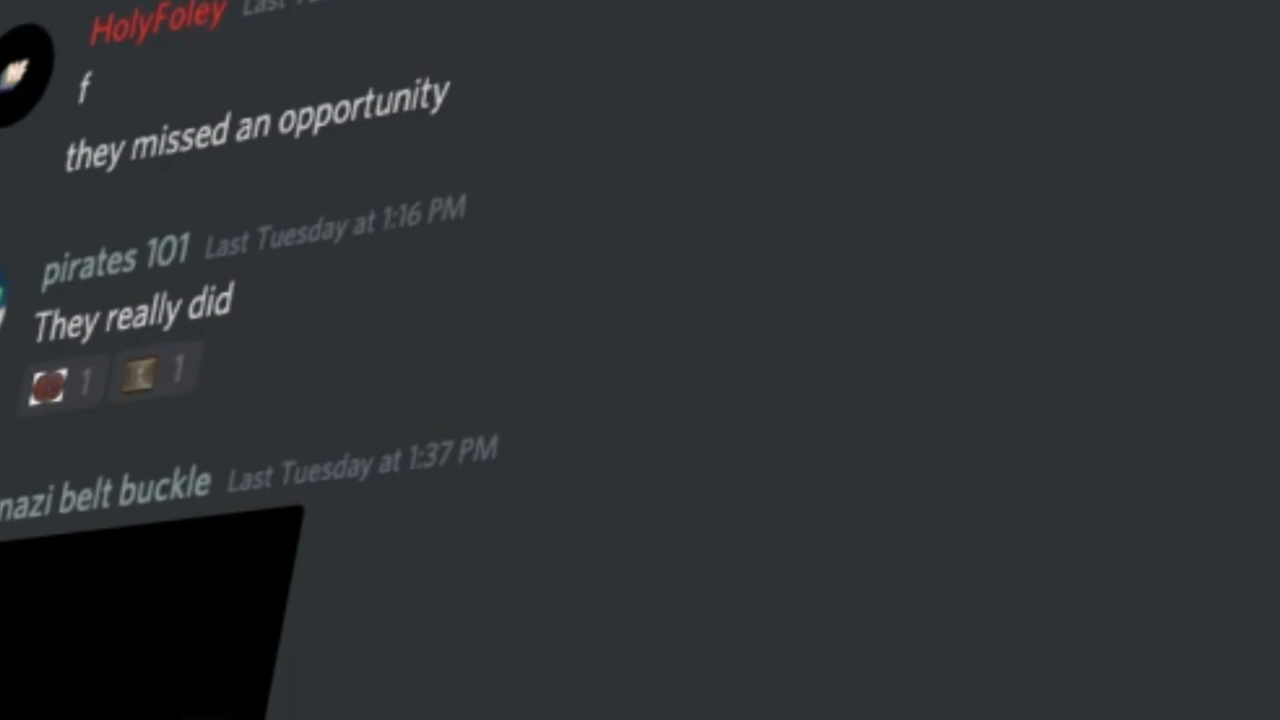 HolyFoley Last
f
they missed an opportunity
pirates 101 Last Tuesday at 1:16 PM
They really did
1 1
nazi belt buckle Last Tuesday at 1:37 PM